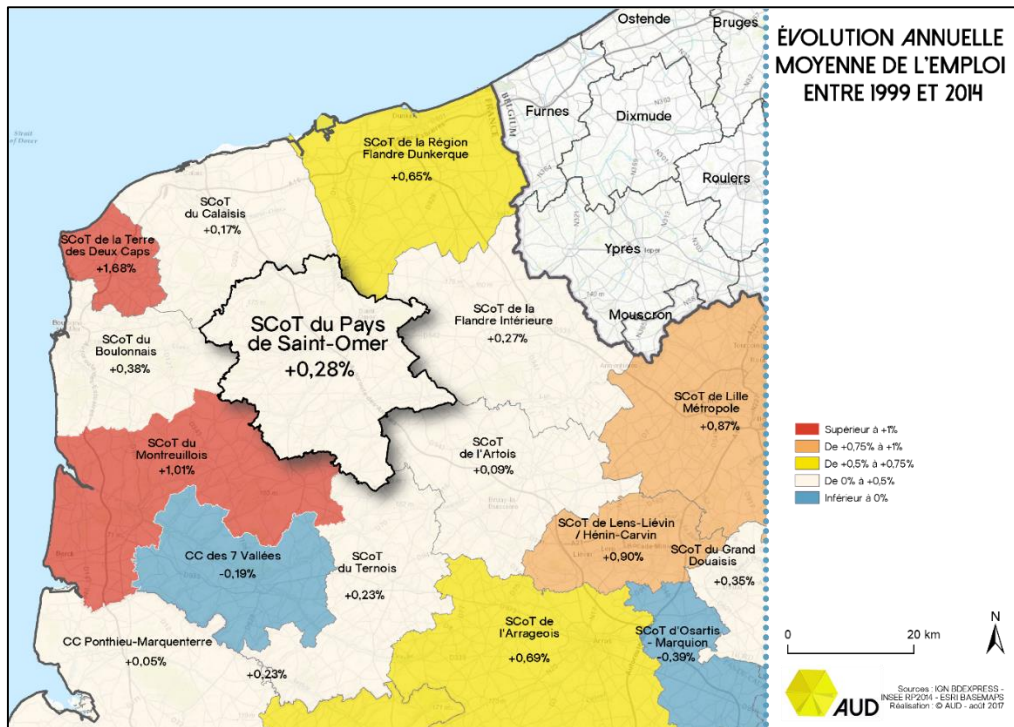 ÉVOLUTION ANNUELLE
MOYENNE DE L'EMPLOI
ENTRE 1999 ET 2014
Ostende
Bruges
Furnes
Dixmude
Roulers
Ypres
Mouscron
BELGIUM
FRANCE
SCoT de la Région
Flandre Dunkerque
+0,65%
SCoT
du Calaisis
+0,17%
SCoT de la Terre
des Deux Caps
+1,68%
SCoT du
Boulonnais
+0,38%
SCoT du Pays
de Saint-Omer
+0,28%
SCoT de la
Flandre Intérieure
+0,27%
SCoT de Lille
Métropole
+0,87%
SCoT du
Montreuillois
+1,01%
SCoT
de l'Artois
+0,09%
CC des 7 Vallées
-0,19%
SCoT
du Ternois
+0,23%
SCoT de Lens-Liévin
/ Hénin-Carvin
+0,90%
SCoT du Grand
Douaisis
+0,35%
CC Ponthieu-Marquenterre
+0,05%
+0,23%
SCoT de
l'Arrageois
+0,69%
SCoT d'Osartis
- Marquion
-0,39%
Supérieur à +1%
De +0,75% à +1%
De +0,5% à +0,75%
De 0% à +0,5%
Inférieur à 0%
0 20 km
N
AUD
Sources : IGN BDEXPRESS -
INSEE RP2014 - ESRI BASEMAPS
Réalisation : © AUD - août 2017